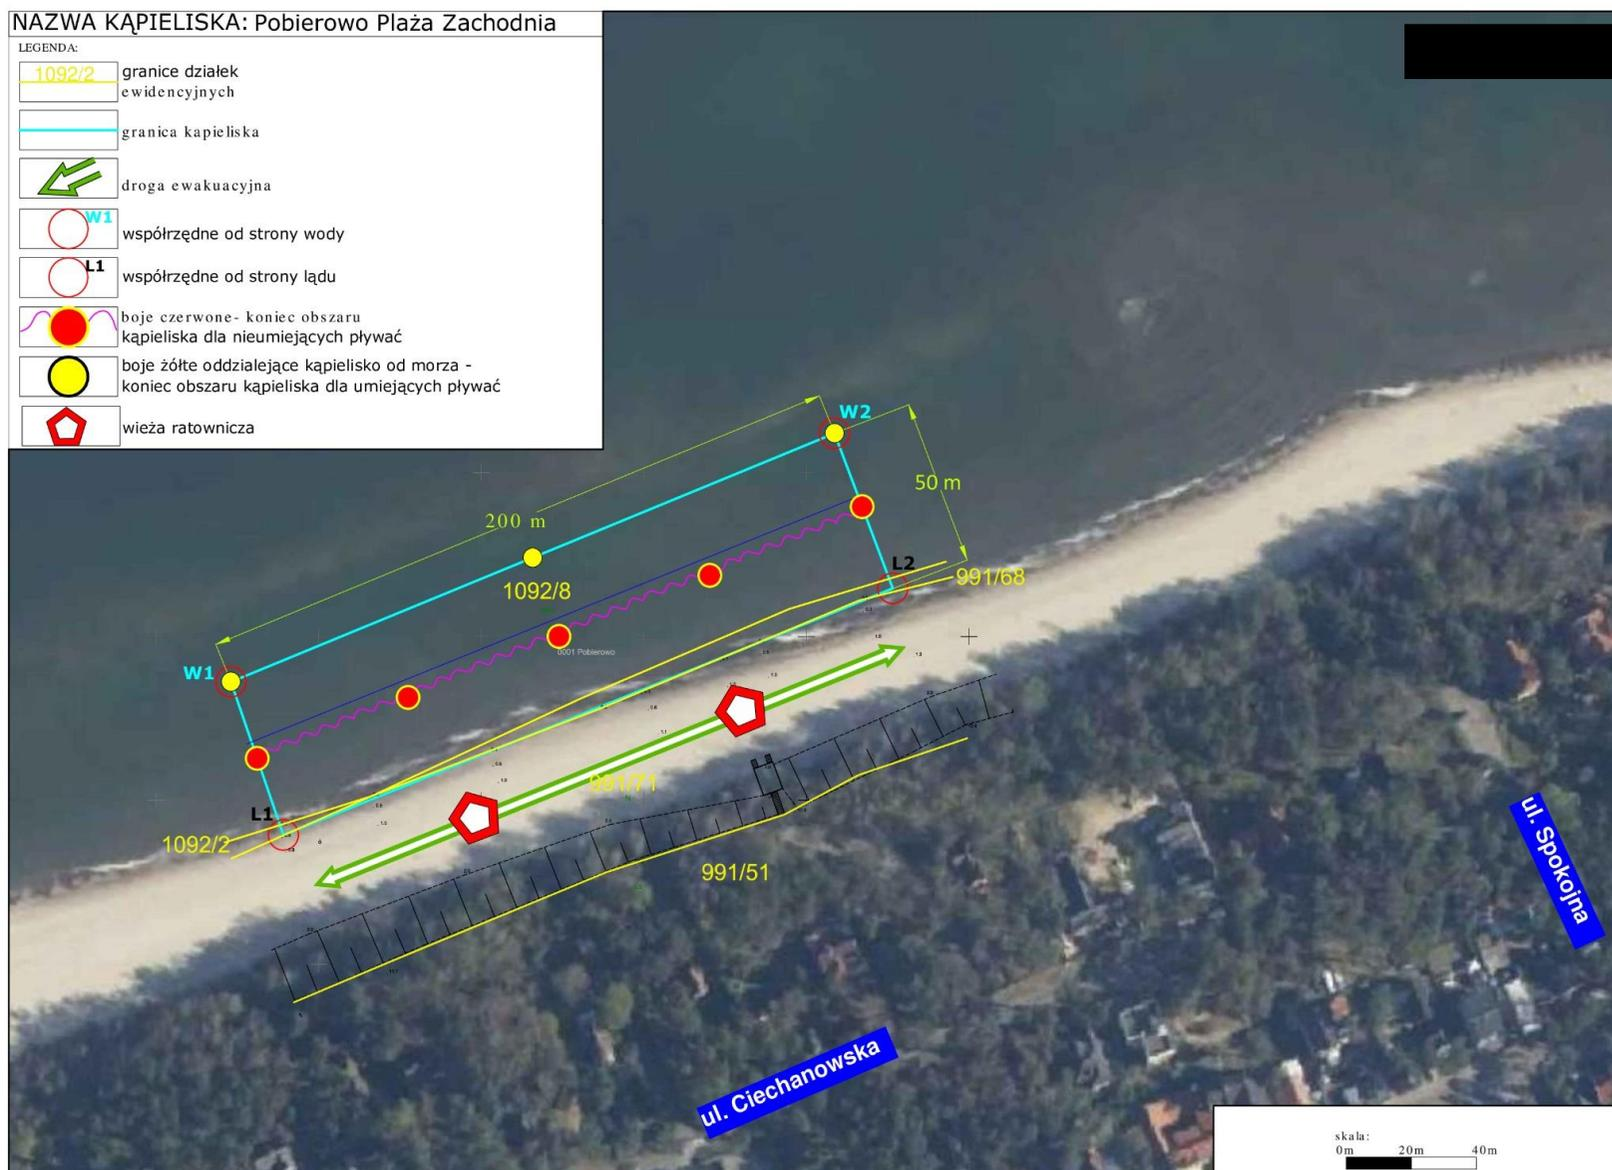 NAZWA KĄPIELISKA: Pobierowo Plaża Zachodnia
LEGENDA:
1092/2
granice działek
ewidencyjnych
granica kapieliska
droga ewakuacyjna
W1
współrzędne od strony wody
L1
współrzędne od strony lądu
boje czerwone- koniec obszaru
kąpieliska dla nieumiejących pływać
boje żółte oddzialejące kąpielisko od morza -
koniec obszaru kąpieliska dla umiejących pływać
wieża ratownicza
W2
50 m
200 m
L2
991/68
1092/8
0001 Pobierowo
W1
991/71
L1
1092/2
991/51
ul. Spokojna
ul. Ciechanowska
skala:
0m 20m 40m